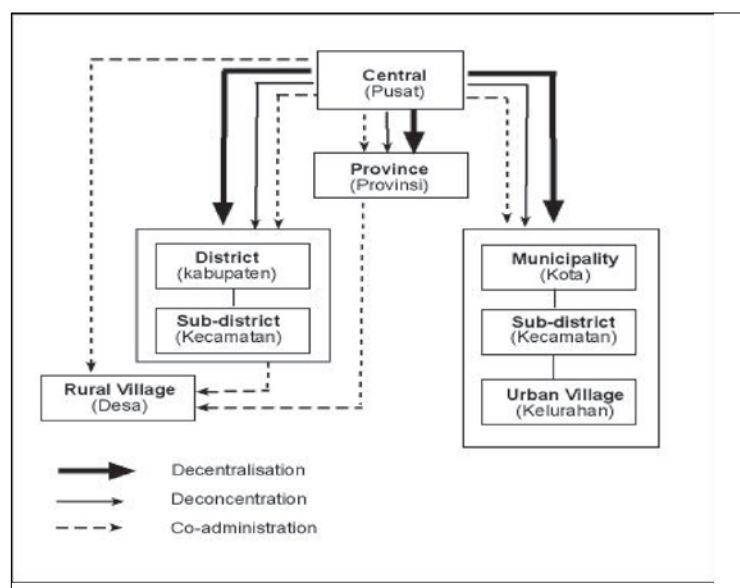 Central
(Pusat)
Province
(Provinsi)
District
(kabupaten)
Sub-district
(Kecamatan)
Rural Village
(Desa)
Municipality
(Kota)
Sub-district
(Kecamatan)
Urban Village
(Kelurahan)
Decentralisation
Deconcentration
Co-administration